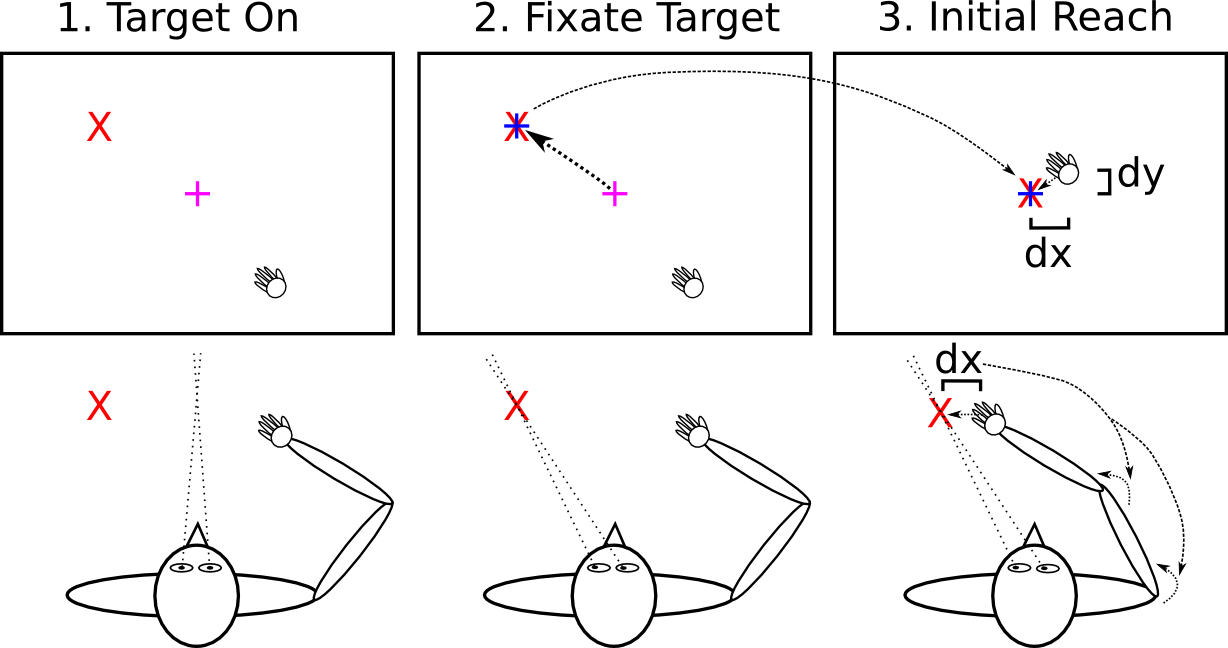 1. Target On
2. Fixate Target
3. Initial Reach
X
X
X
dy
dx
dx
X
X
X